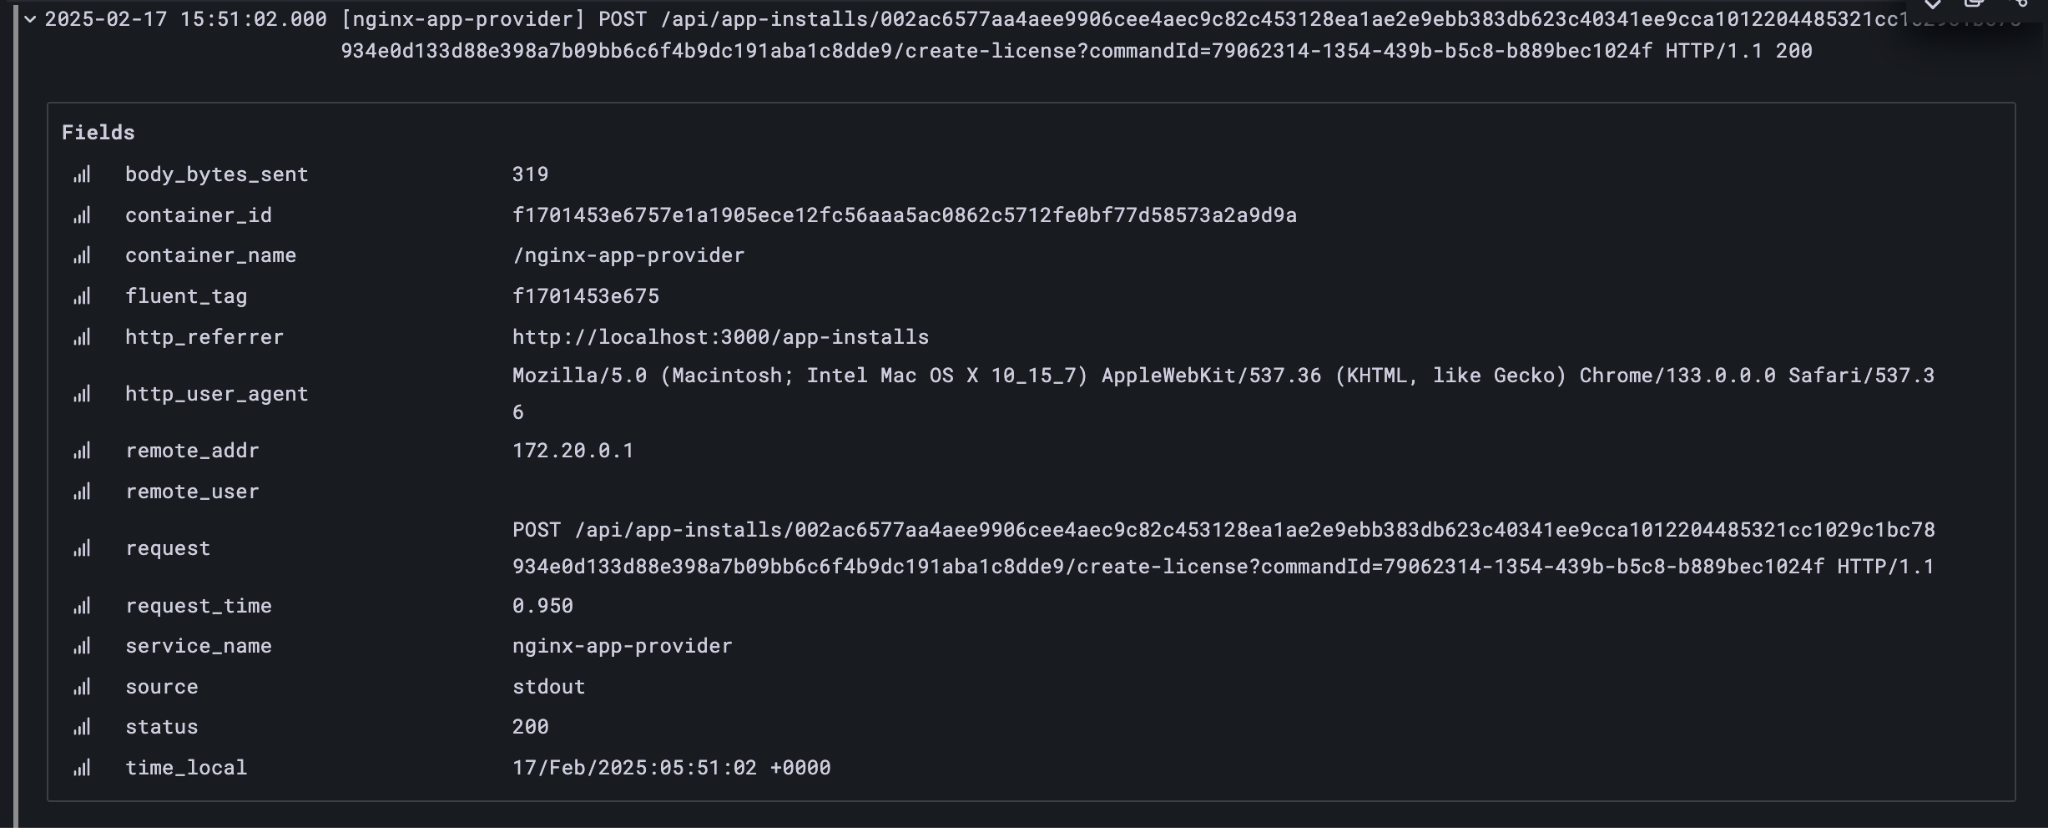 2025-02-17 15:51:02.000 [nginx-app-provider] POST /api/app-installs/002ac6577aa4aee9906cee4aec9c82c453128ea1ae2e9ebb383db623c40341ee9cca1012204485321cc1029c1bc78
934e0d133d88e398a7b09bb6c6f4b9dc191aba1c8dde9/create-license?commandId=79062314-1354-439b-b5c8-b889bec1024f HTTP/1.1 200
Fields
body_bytes_sent 319
container_id f1701453e6757e1a1905ece12fc56aaa5ac0862c5712fe0bf77d58573a2a9d9a
container_name /nginx-app-provider
fluent_tag f1701453e675
http_referrer http://localhost:3000/app-installs
http_user_agent Mozilla/5.0 (Macintosh; Intel Mac OS X 10_15_7) AppleWebKit/537.36 (KHTML, like Gecko) Chrome/133.0.0.0 Safari/537.3
6
remote_addr 172.20.0.1
remote_user
request POST /api/app-installs/002ac6577aa4aee9906cee4aec9c82c453128ea1ae2e9ebb383db623c40341ee9cca1012204485321cc1029c1bc78
934e0d133d88e398a7b09bb6c6f4b9dc191aba1c8dde9/create-license?commandId=79062314-1354-439b-b5c8-b889bec1024f HTTP/1.1
request_time 0.950
service_name nginx-app-provider
source stdout
status 200
time_local 17/Feb/2025:05:51:02 +0000